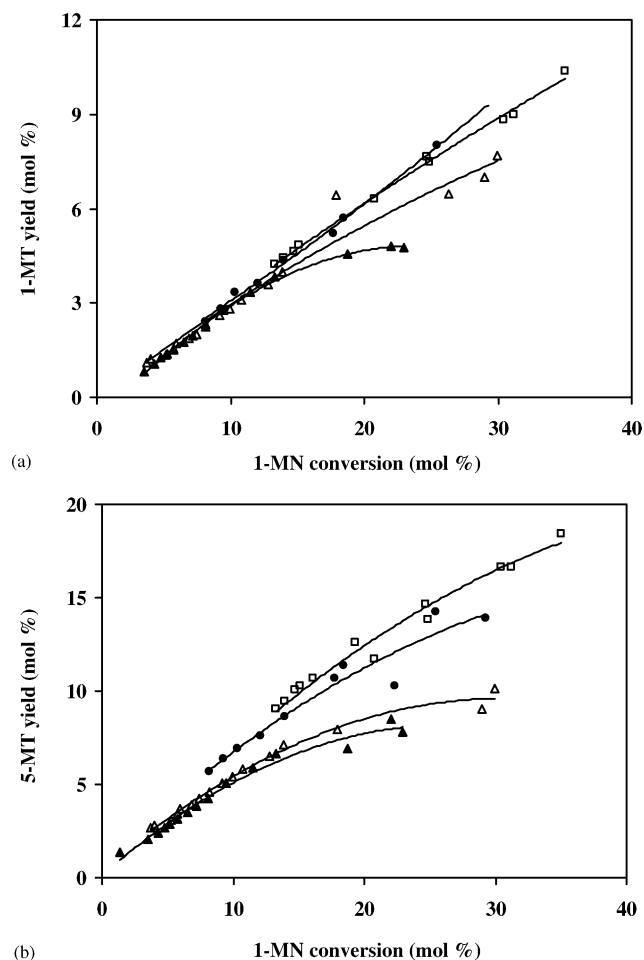 12
9
6
3
0
1-MT yield (mol %)
0 10 20 30 40
1-MN conversion (mol %)
(a)
20
15
10
5
0
5-MT yield (mol %)
0 10 20 30 40
1-MN conversion (mol %)
(b)